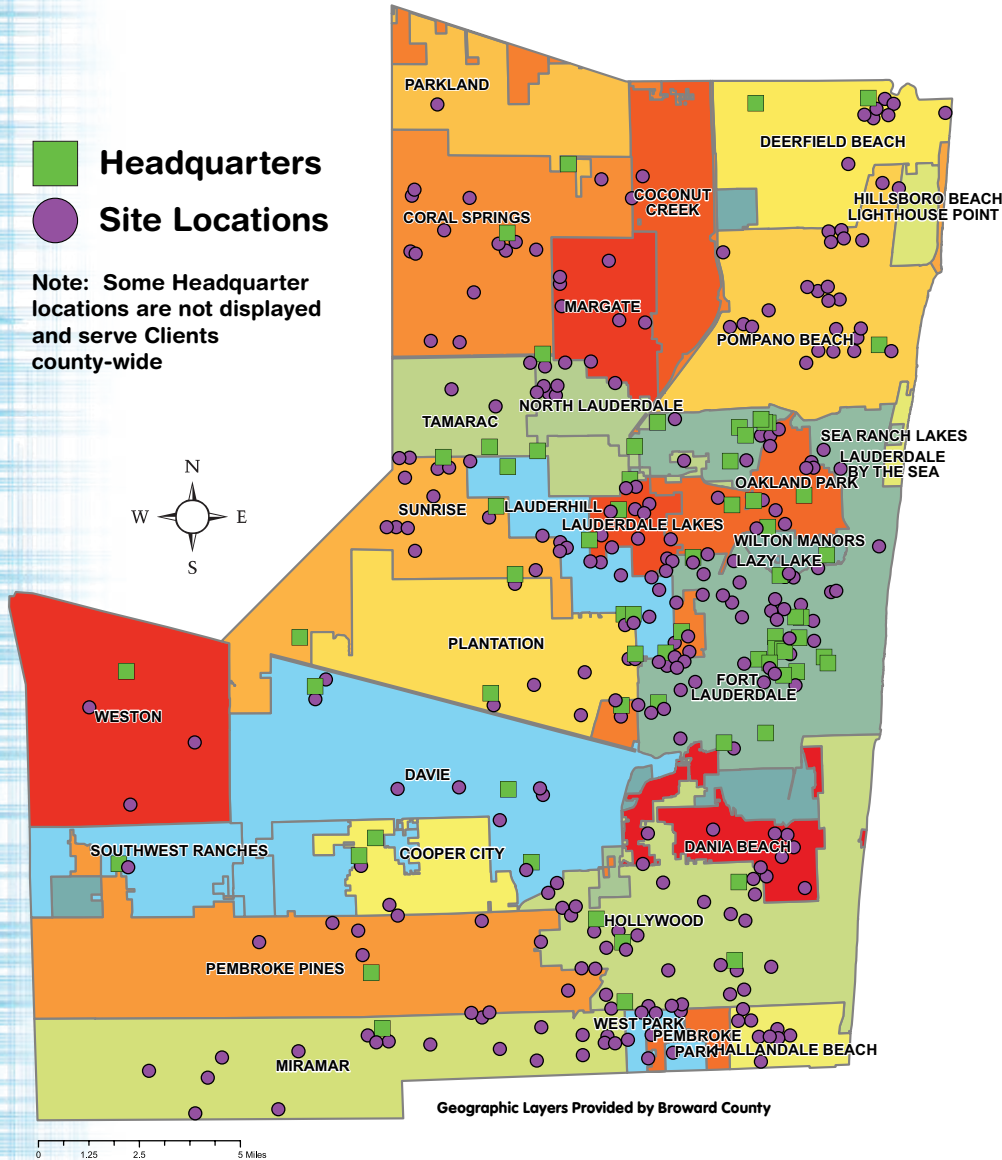 Headquarters
Site Locations
Note:  Some Headquarter
locations are not displayed
and serve Clients
county-wide
N
W
E
S
PARKLAND
DEERFIELD BEACH
COCONUT
CREEK
HILLSBORO BEACH
LIGHTHOUSE POINT
CORAL SPRINGS
MARGATE
POMPANO BEACH
NORTH LAUDERDALE
TAMARAC
SEA RANCH LAKES
LAUDERDALE
BY THE SEA
OAKLAND PARK
SUNRISE
LAUDERHILL
LAUDERDALE LAKES
WILTON MANORS
LAZY LAKE
PLANTATION
FORT
LAUDERDALE
WESTON
DAVIE
SOUTHWEST RANCHES
COOPER CITY
DANIA BEACH
HOLLYWOOD
PEMBROKE PINES
WEST PARK
PEMBROKE
PARK
HALLANDALE BEACH
MIRAMAR
Geographic Layers Provided by Broward County
0
1.25
2.5
5 Miles